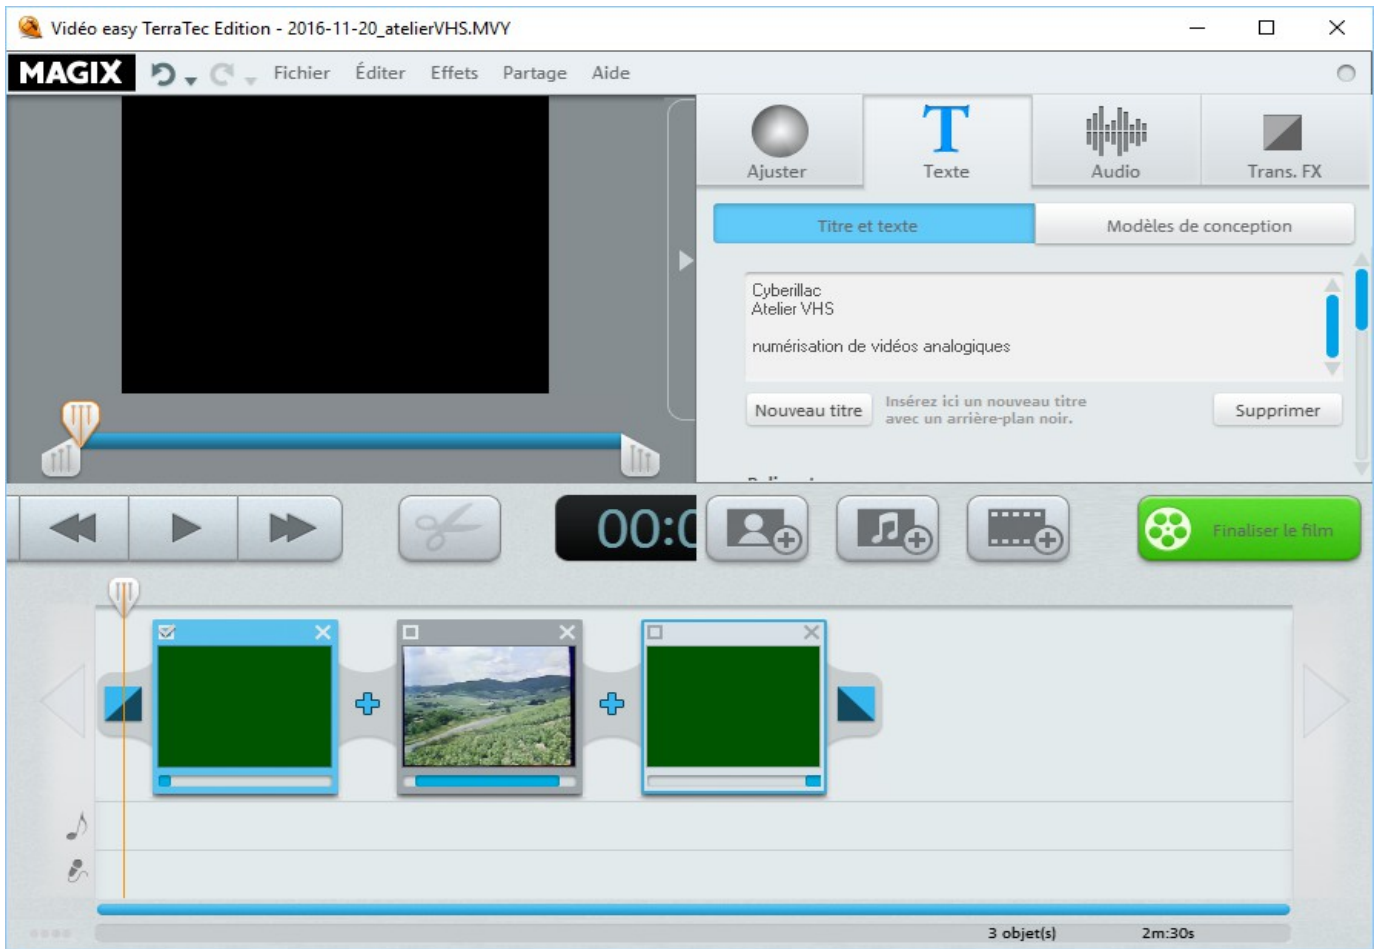 Vidéo easy TerraTec Edition - 2016-11-20_atelierVHS.MVY
MAGIX
Fichier Éditer Effets Partage Aide
Ajuster
Texte
Audio
Trans. FX
Titre et texte
Modèles de conception
Cyberillac
Atelier VHS
numérisation de vidéos analogiques
Nouveau titre
Insérez ici un nouveau titre
avec un arrière-plan noir.
Supprimer
00:0
Finaliser le film
3 objet(s)
2m:30s